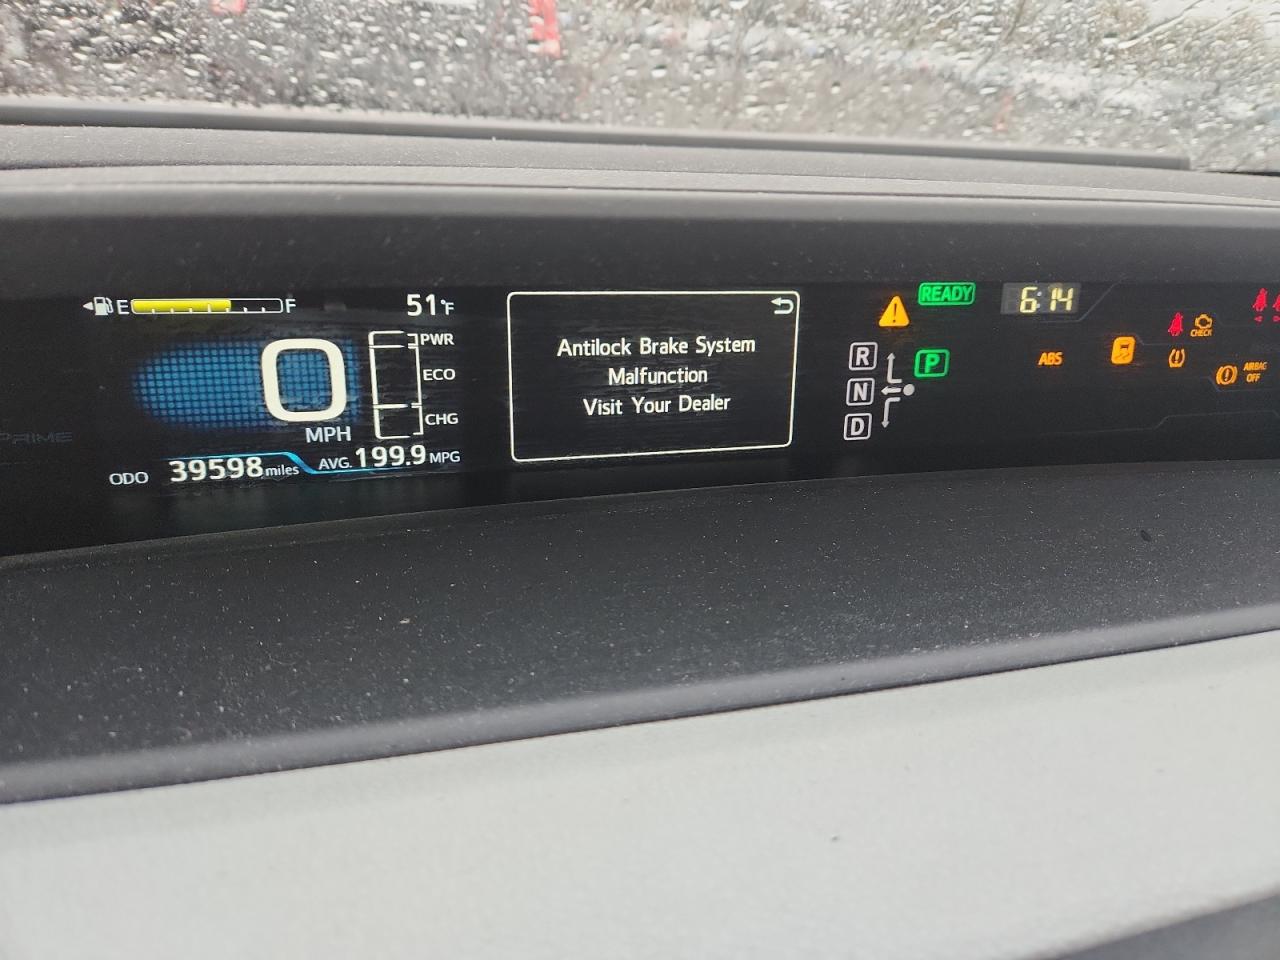 E F
51°F
READY
6:14
PWR
ECO
CHG
0
MPH
Antilock Brake System
Malfunction
Visit Your Dealer
R
N
D
P
ABS
CHECK
AIRBAG
OFF
PRIME
ODO 39598 miles
AVG. 199.9 MPG